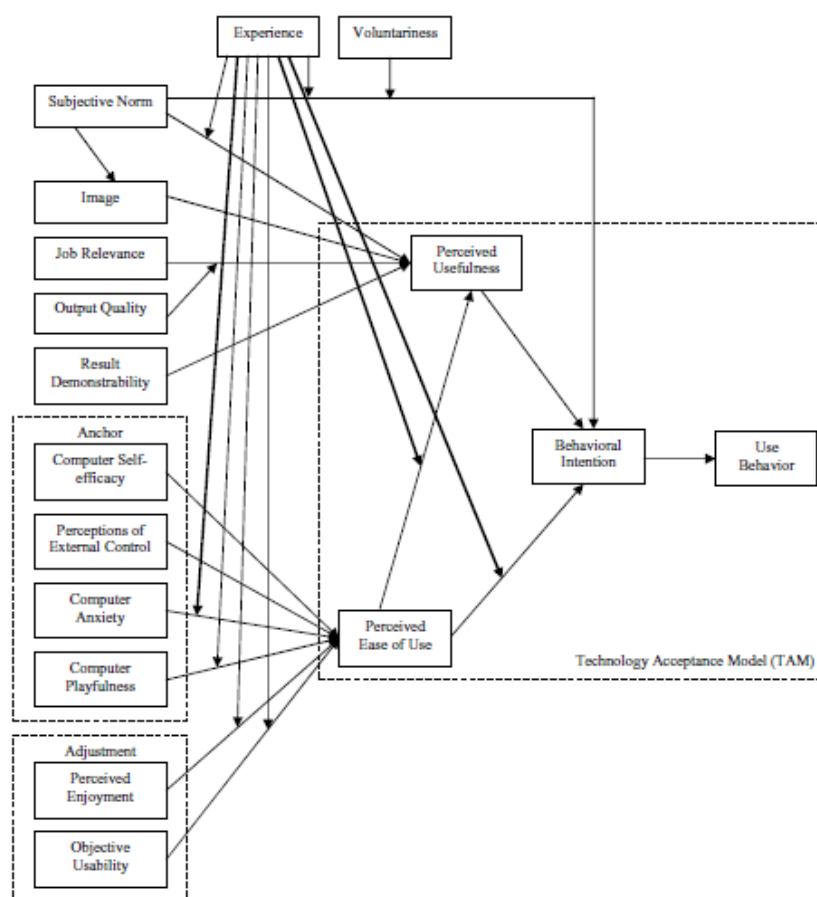 Experience
Voluntariness
Subjective Norm
Image
Job Relevance
Output Quality
Result
Demonstrability
Perceived
Usefulness
Anchor
Computer Self-
efficacy
Perceptions of
External Control
Computer
Anxiety
Computer
Playfulness
Behavioral
Intention
Use
Behavior
Perceived
Ease of Use
Technology Acceptance Model (TAM)
Adjustment
Perceived
Enjoyment
Objective
Usability